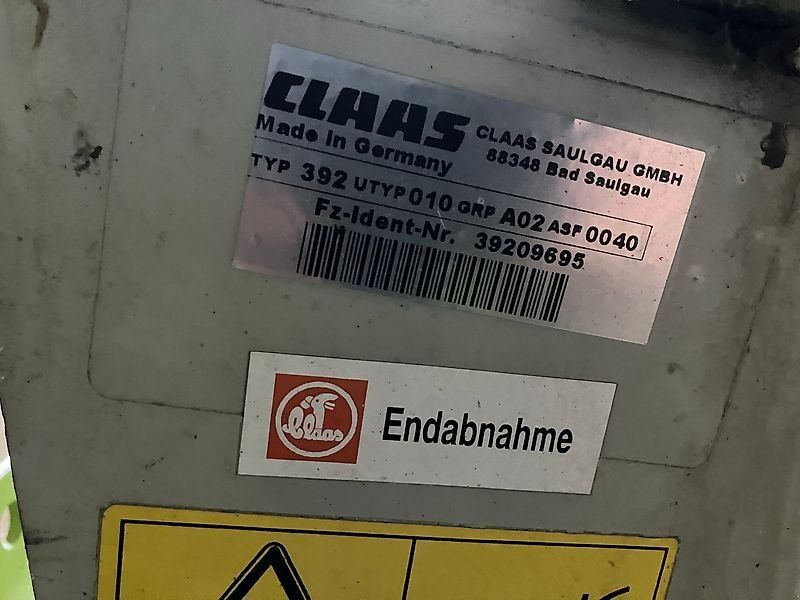 CLAAS
CLAAS SAULGAU GMBH
Made in Germany
88348 Bad Saulgau
TYP 392 UTYP 010 GRP A02 ASF 0040
Fz-Ident-Nr. 39209695
Claas
Endabnahme